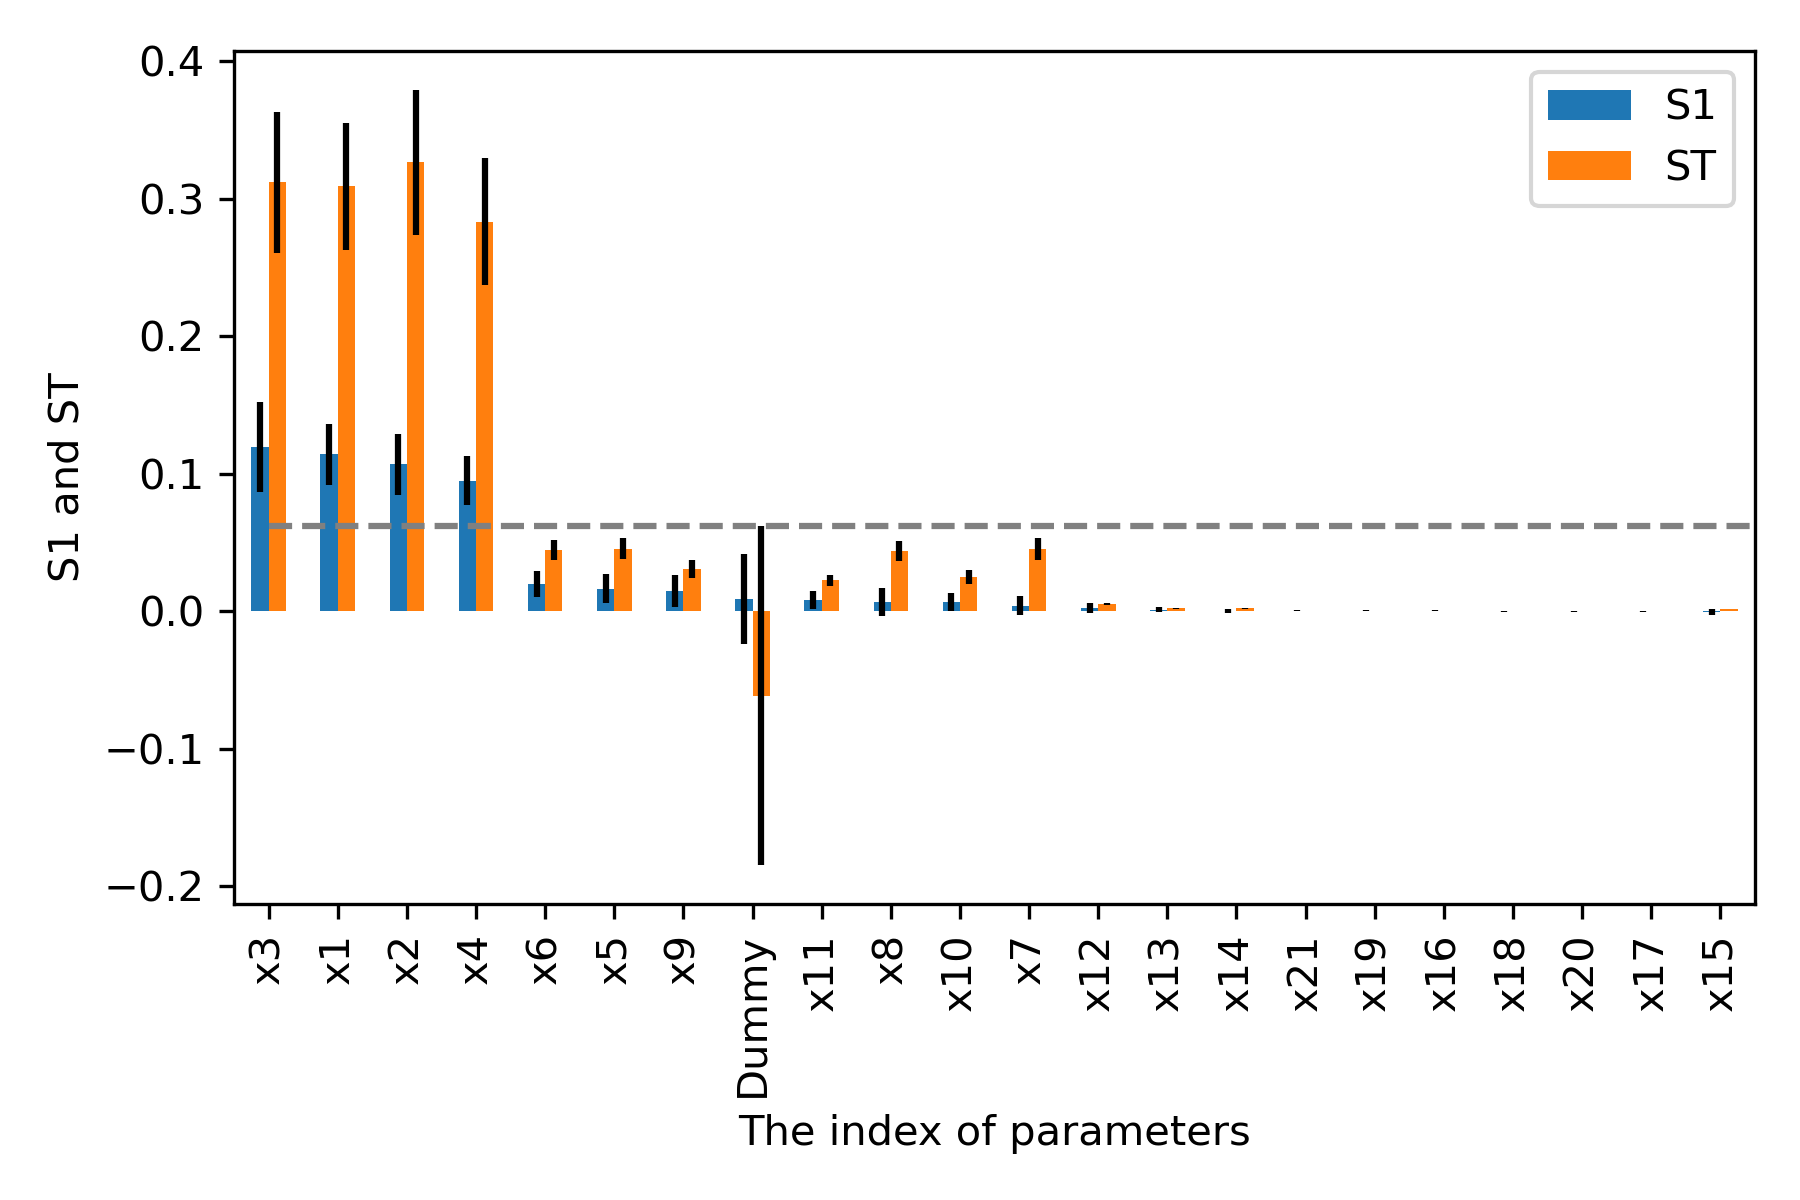 0.4
0.3
0.2
0.1
0.0
−0.1
−0.2
S1 and ST
S1
ST
x3
x1
x2
x4
x6
x5
x9
Dummy
x11
x8
x10
x7
x12
x13
x14
x21
x19
x16
x18
x20
x17
x15
The index of parameters